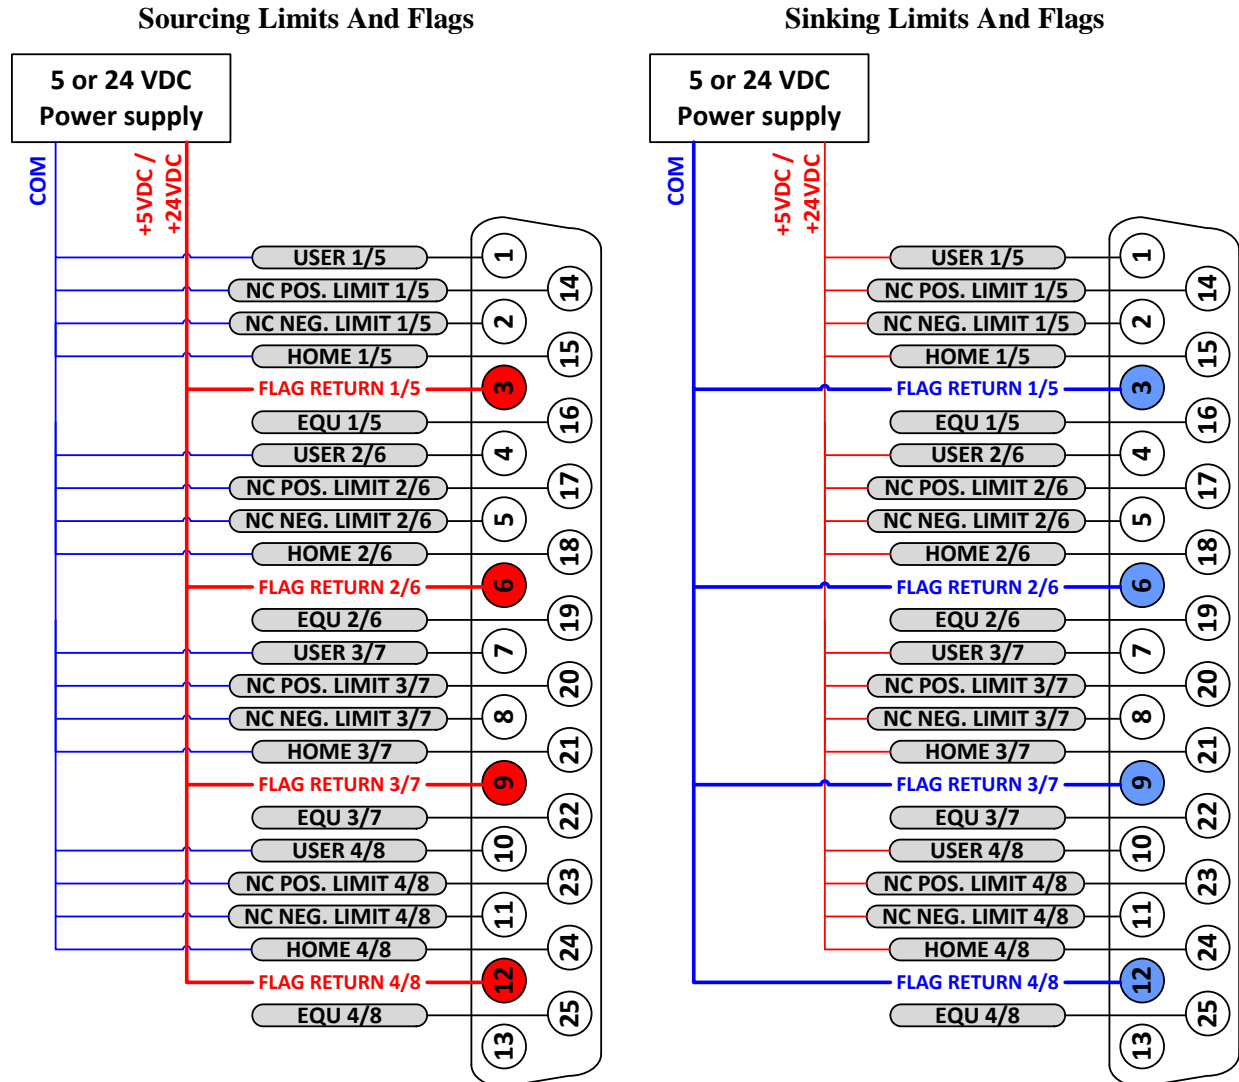 Sourcing Limits And Flags
5 or 24 VDC
Power supply
COM
+5VDC /
+24VDC
USER 1/5
1
NC POS. LIMIT 1/5
14
NC NEG. LIMIT 1/5
2
HOME 1/5
15
FLAG RETURN 1/5
3
EQU 1/5
16
USER 2/6
4
NC POS. LIMIT 2/6
17
NC NEG. LIMIT 2/6
5
HOME 2/6
18
FLAG RETURN 2/6
6
EQU 2/6
19
USER 3/7
7
NC POS. LIMIT 3/7
20
NC NEG. LIMIT 3/7
8
HOME 3/7
21
FLAG RETURN 3/7
9
EQU 3/7
22
USER 4/8
10
NC POS. LIMIT 4/8
23
NC NEG. LIMIT 4/8
11
HOME 4/8
24
FLAG RETURN 4/8
12
EQU 4/8
25
13
Sinking Limits And Flags
5 or 24 VDC
Power supply
COM
+5VDC /
+24VDC
USER 1/5
1
NC POS. LIMIT 1/5
14
NC NEG. LIMIT 1/5
2
HOME 1/5
15
FLAG RETURN 1/5
3
EQU 1/5
16
USER 2/6
4
NC POS. LIMIT 2/6
17
NC NEG. LIMIT 2/6
5
HOME 2/6
18
FLAG RETURN 2/6
6
EQU 2/6
19
USER 3/7
7
NC POS. LIMIT 3/7
20
NC NEG. LIMIT 3/7
8
HOME 3/7
21
FLAG RETURN 3/7
9
EQU 3/7
22
USER 4/8
10
NC POS. LIMIT 4/8
23
NC NEG. LIMIT 4/8
11
HOME 4/8
24
FLAG RETURN 4/8
12
EQU 4/8
25
13